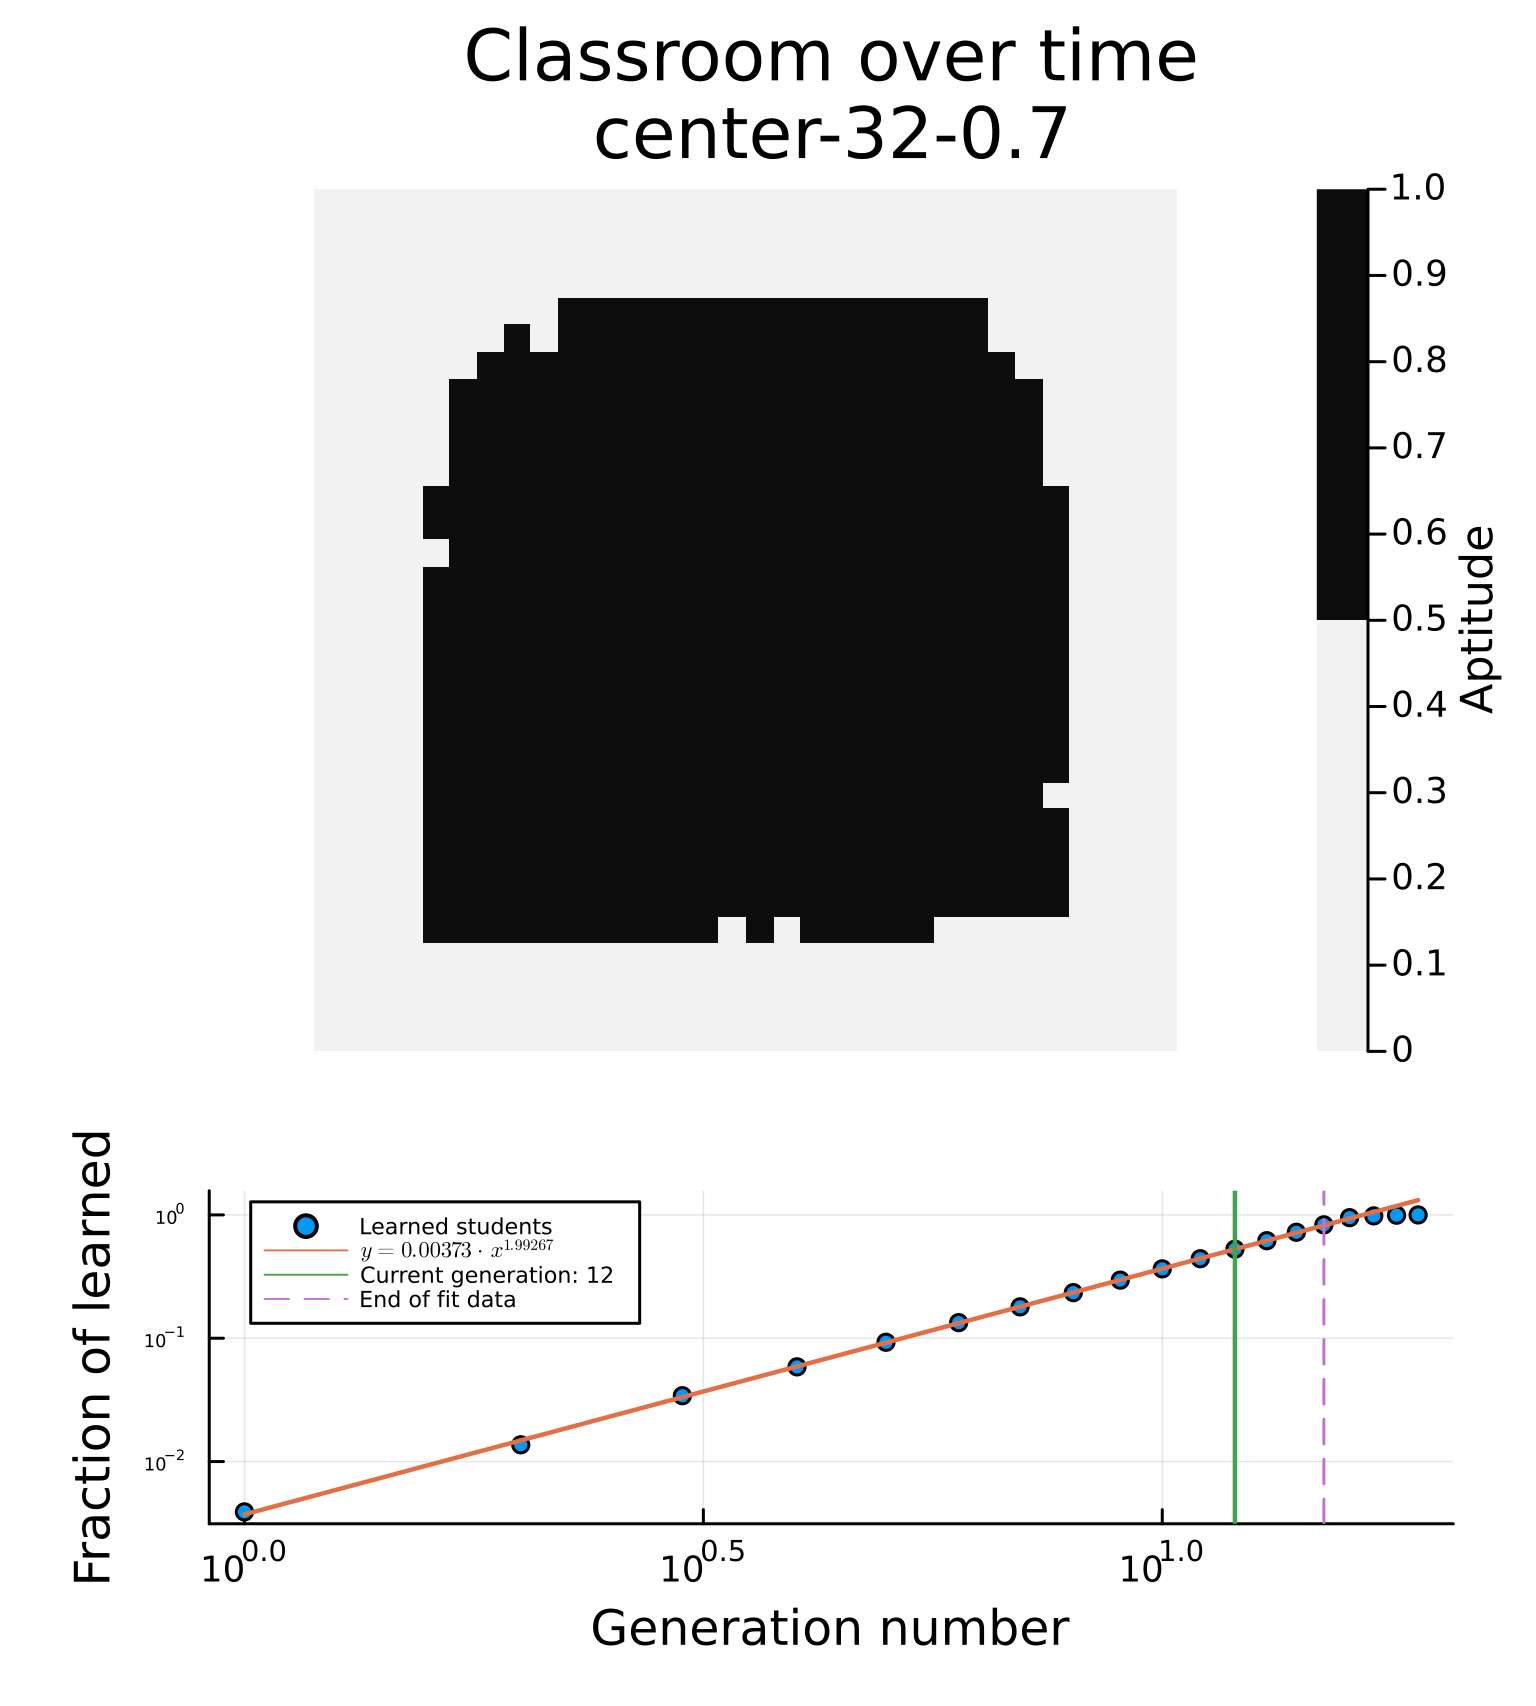 Classroom over time
center-32-0.7
1.0
0.9
0.8
0.7
0.6
0.5
0.4
0.3
0.2
0.1
0
Aptitude
Fraction of learned
10⁰
10⁻¹
10⁻²
Learned students
y = 0.00373 · x^1.99267
Current generation: 12
End of fit data
10^0.0
10^0.5
10^1.0
Generation number